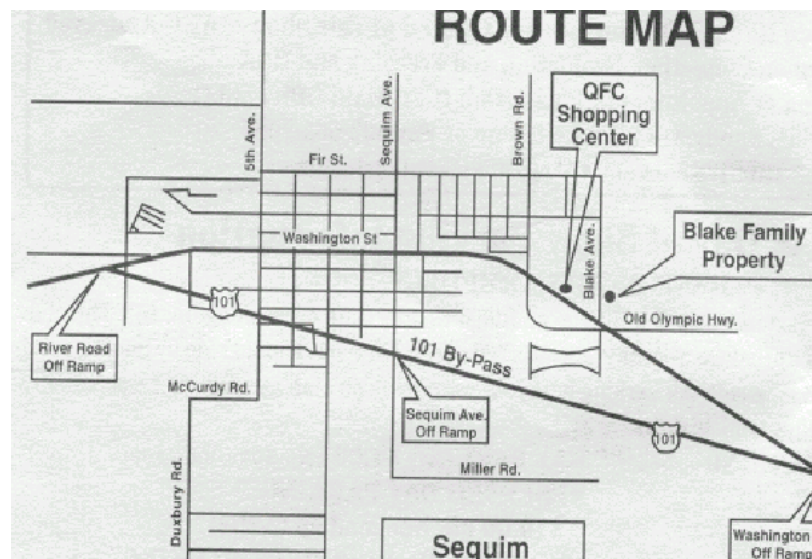 ROUTE MAP
QFC
Shopping
Center
5th Ave.
Sequim Ave.
Brown Rd.
Fir St.
Washington St
Blake Ave.
Blake Family
Property
101
Old Olympic Hwy.
River Road
Off Ramp
101 By-Pass
McCurdy Rd.
Sequim Ave.
Off Ramp
101
Miller Rd.
Duxbury Rd.
Washington
Off Ramp
Sequim